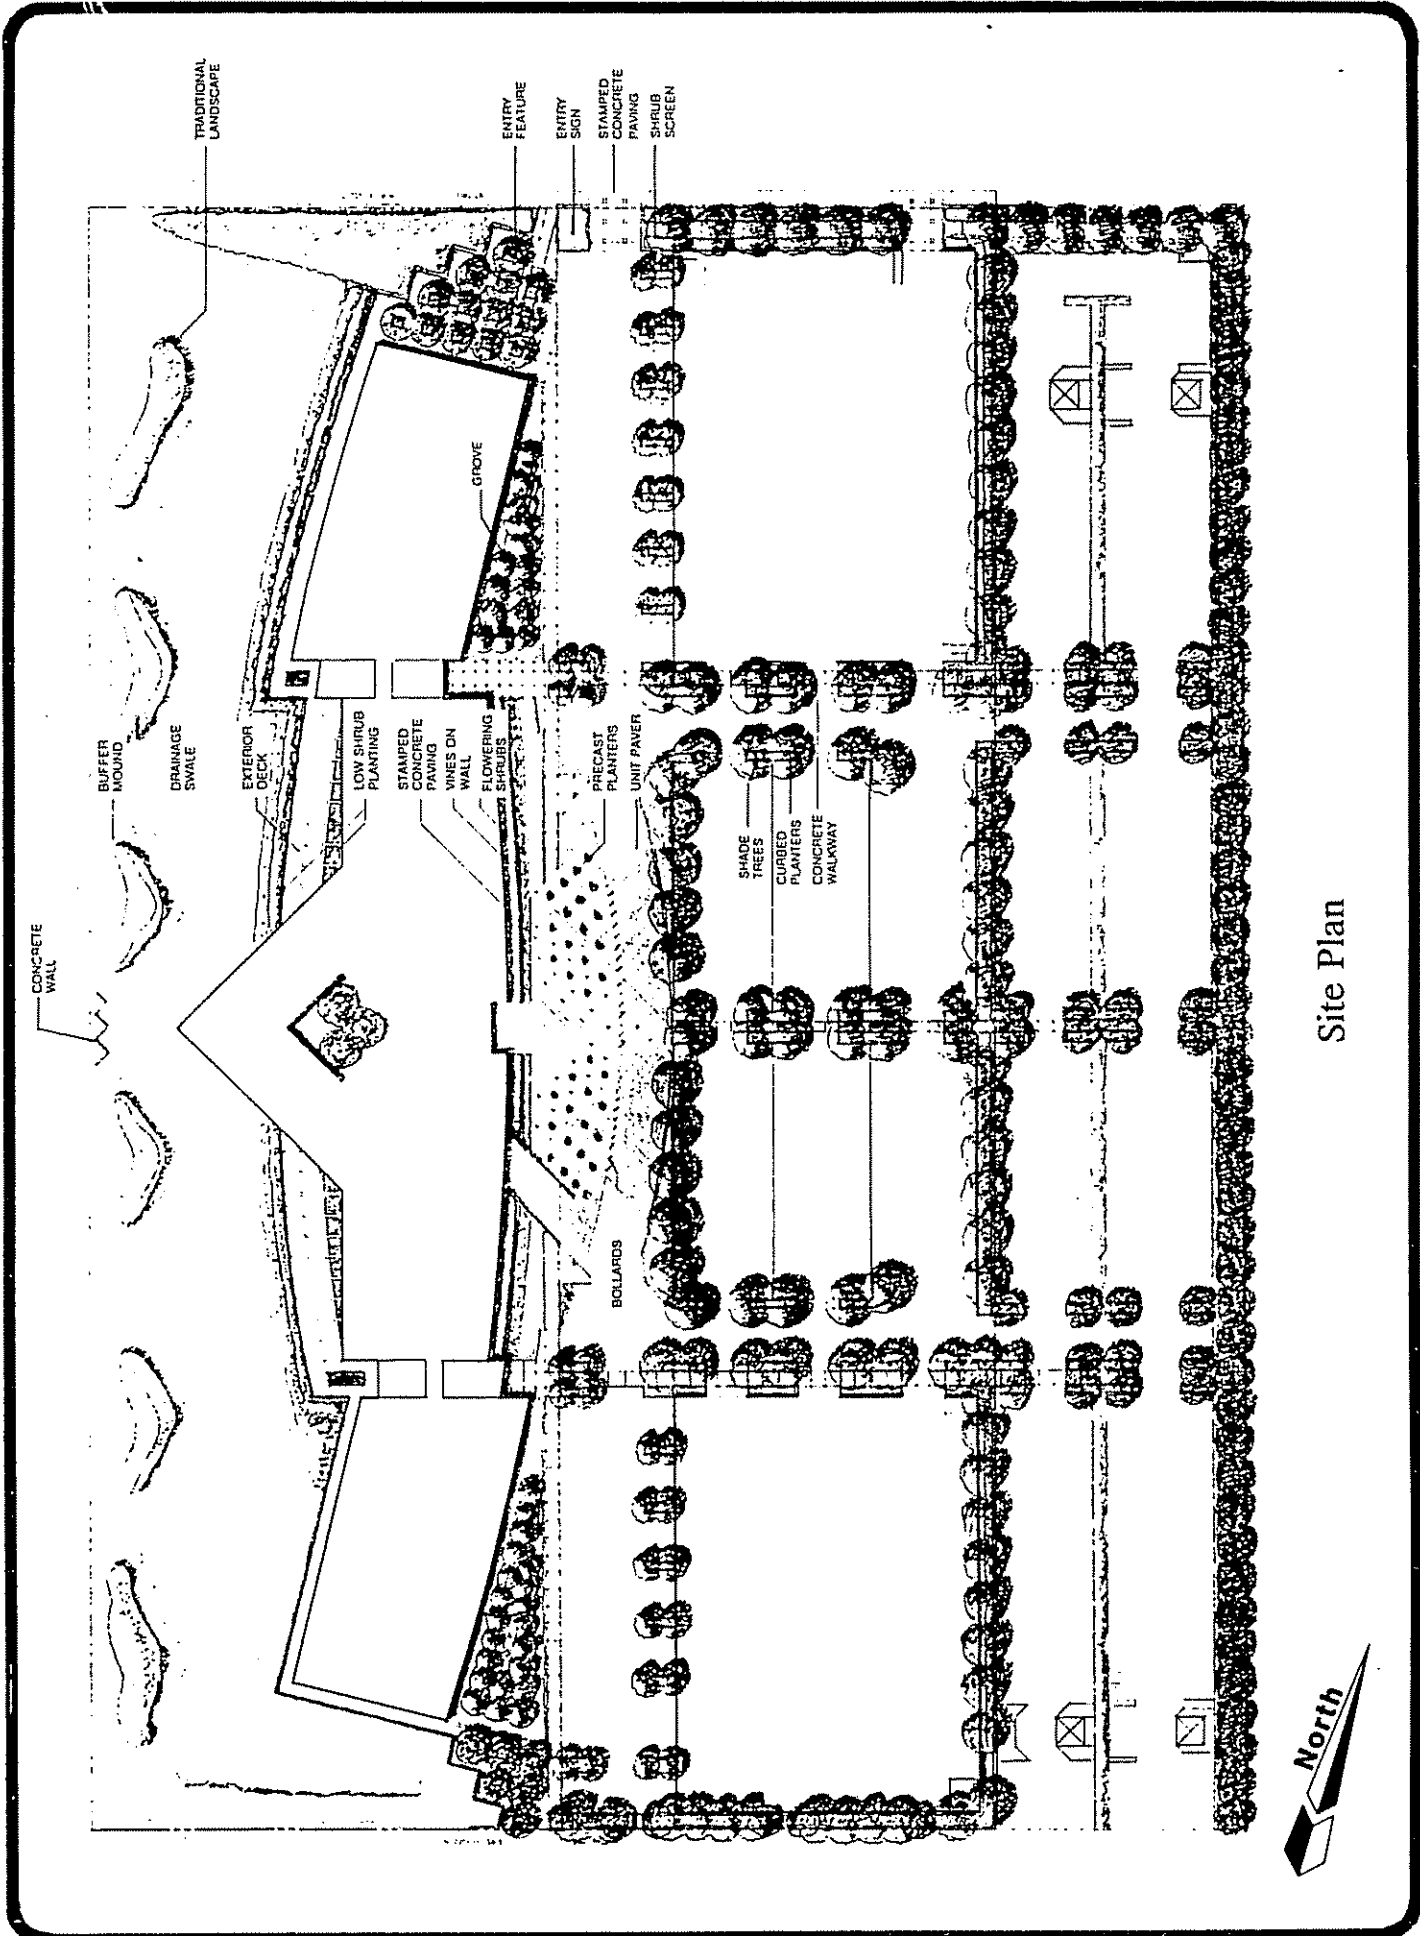 CONCRETE
WALL
BUFFER
MOUND
DRAINAGE
SWALE
TRADITIONAL
LANDSCAPE
EXTERIOR
DECK
LOW SHRUB
PLANTING
STAMPED
CONCRETE
PAVING
VINES ON
WALL
FLOWERING
SHRUBS
GROVE
ENTRY
FEATURE
ENTRY
SIGN
STAMPED
CONCRETE
PAVING
SHRUB
SCREEN
BOLLARDS
PRECAST
PLANTERS
UNIT PAVER
SHADE
TREES
CURBED
PLANTERS
CONCRETE
WALKWAY
North
Site Plan